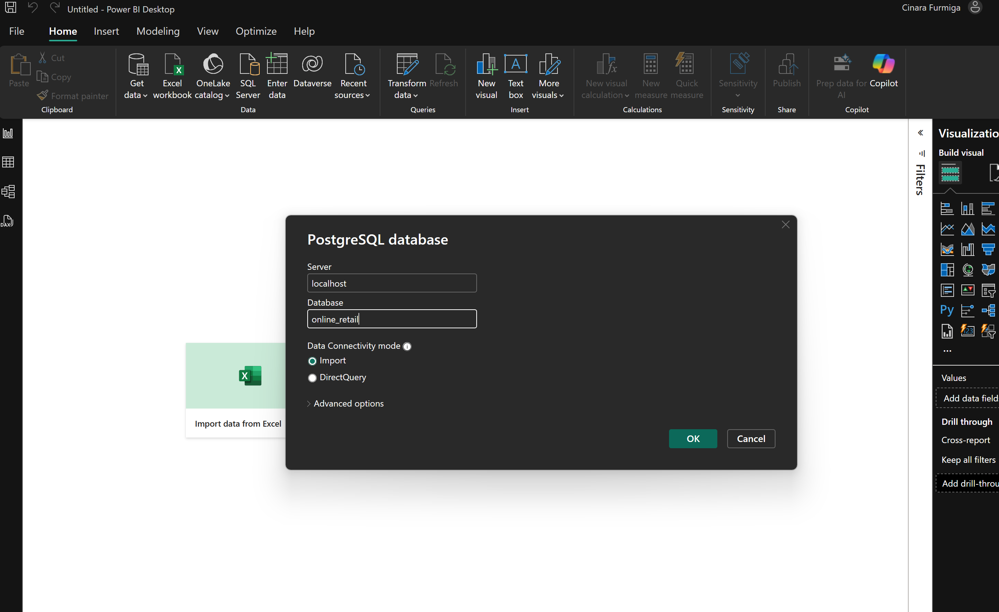 Untitled - Power BI Desktop
Cinara Furmiga
File Home Insert Modeling View Optimize Help
Paste
Cut
Copy
Format painter
Clipboard
Get data
Excel workbook
OneLake catalog
SQL Server
Enter data
Dataverse
Recent sources
Data
Transform data
Refresh
Queries
New visual
Text box
More visuals
Insert
New visual calculation
New measure
Quick measure
Calculations
Sensitivity
Sensitivity
Publish
Share
Prep data for AI
Copilot
Copilot
DAX
PostgreSQL database
Server
localhost
Database
online_retail
Data Connectivity mode
Import
DirectQuery
Advanced options
OK
Cancel
Import data from Excel
Filters
Visualizatio
Build visual
Py
123
Values
Add data field
Drill through
Cross-report
Keep all filters
Add drill-throu